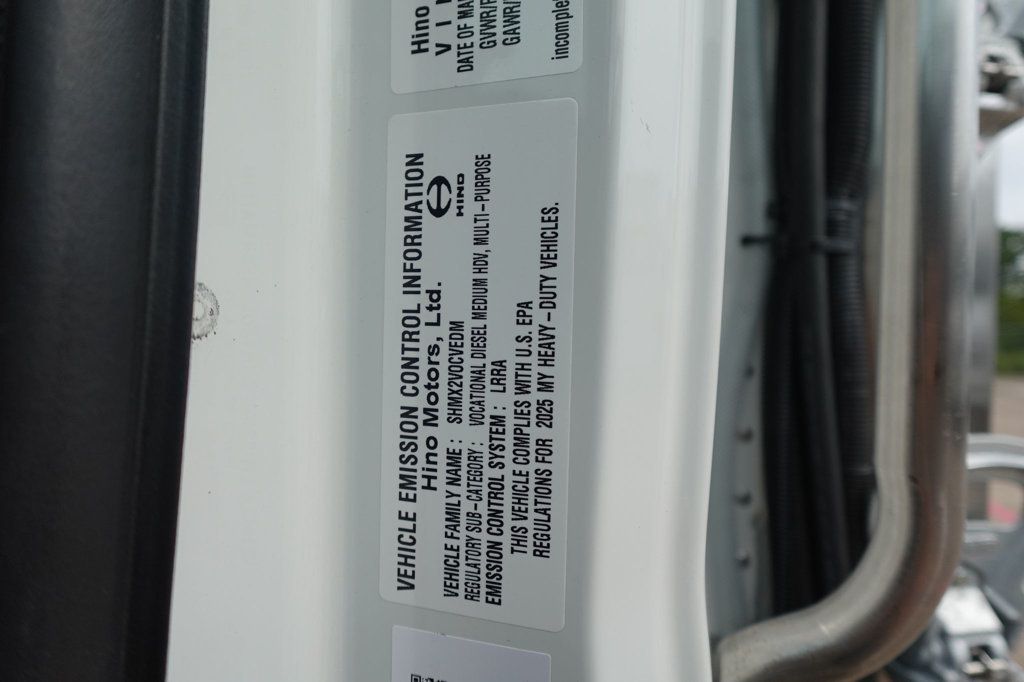 Hino
VIN
DATE OF MA
GVWR/P
GAWR/
incomplete
VEHICLE EMISSION CONTROL INFORMATION
Hino Motors, Ltd.
HINO
VEHICLE FAMILY NAME : SHMX2VOCVEDM
REGULATORY SUB-CATEGORY : VOCATIONAL DIESEL MEDIUM HDV, MULTI-PURPOSE
EMISSION CONTROL SYSTEM : LRRA
THIS VEHICLE COMPLIES WITH U.S. EPA
REGULATIONS FOR 2025 MY HEAVY-DUTY VEHICLES.